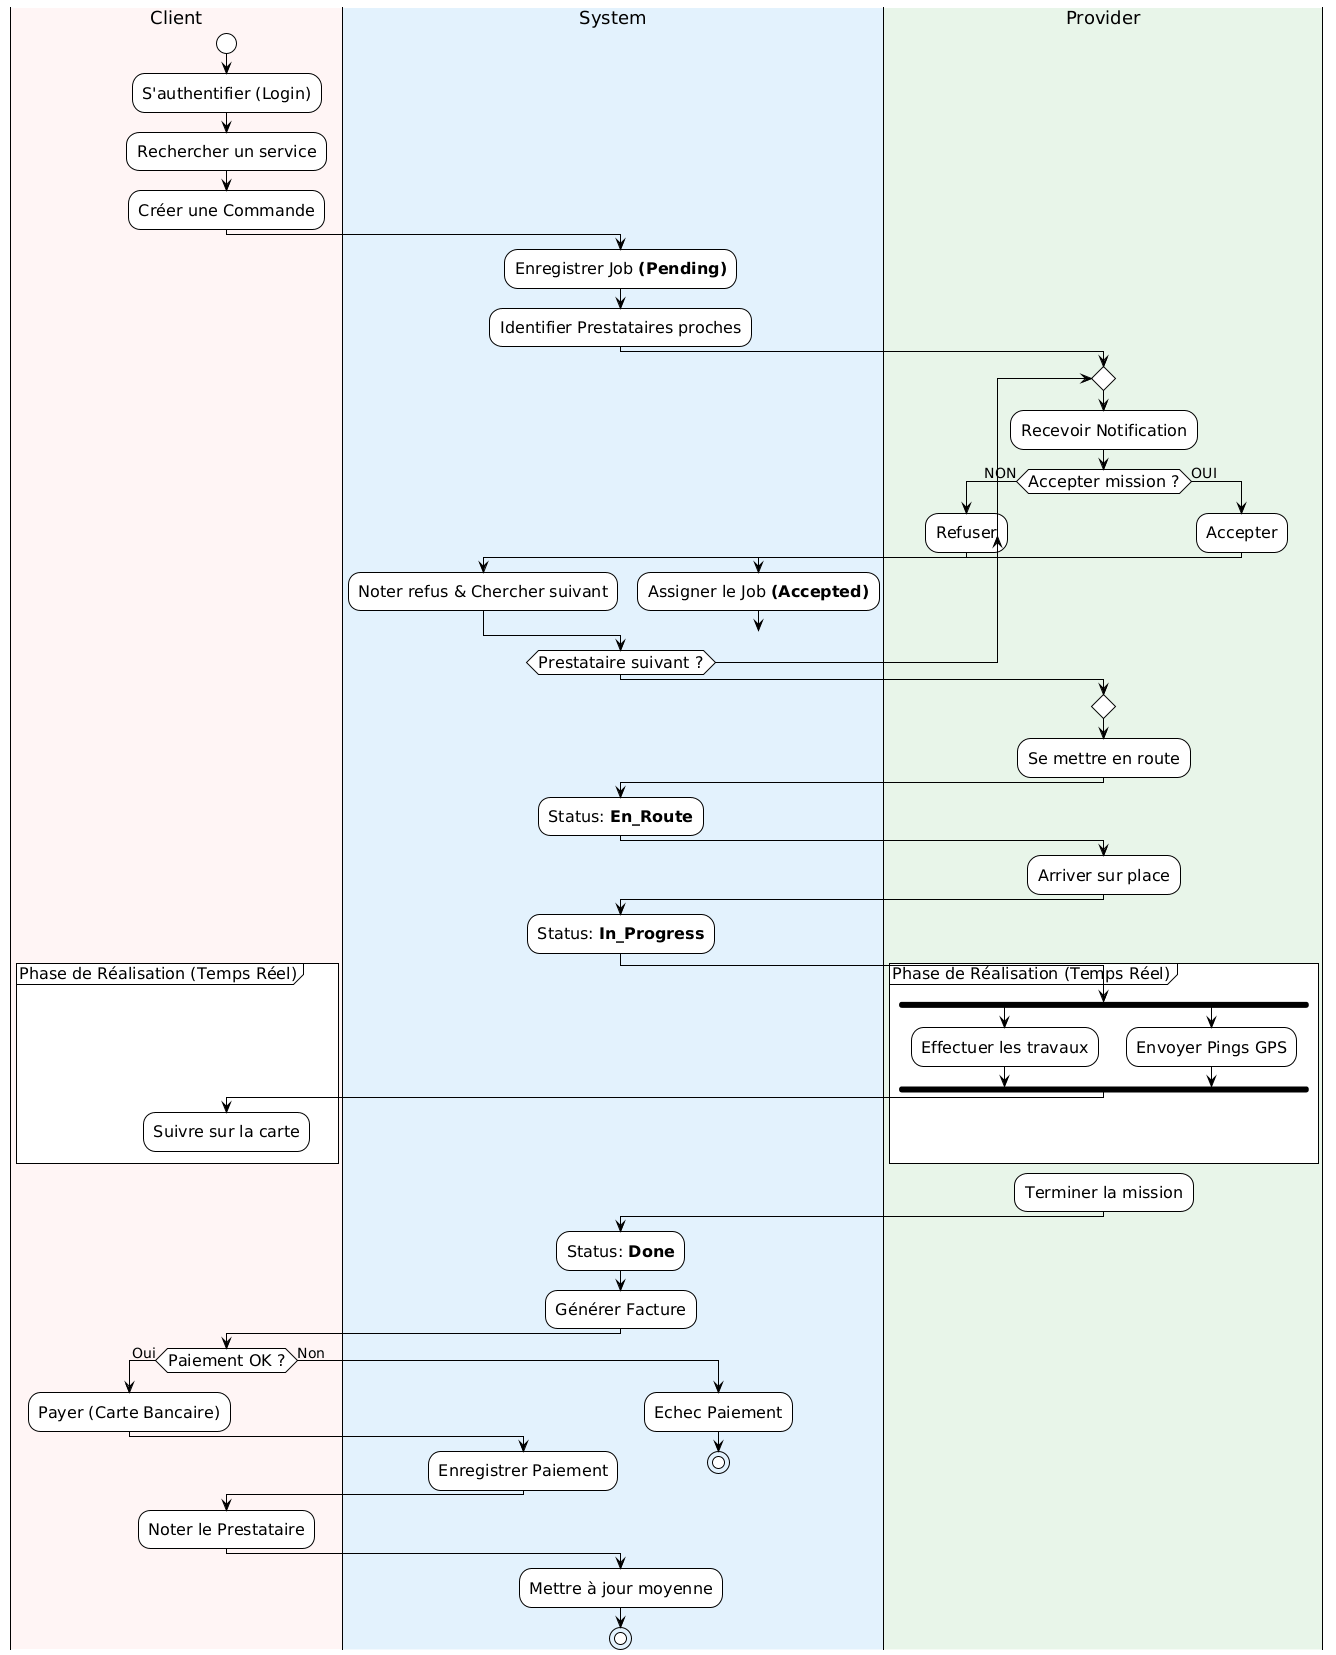 Client
System
Provider
S'authentifier (Login)
Rechercher un service
Créer une Commande
Enregistrer Job (Pending)
Identifier Prestataires proches
Recevoir Notification
NON
Accepter mission ?
OUI
Refuser
Accepter
Noter refus & Chercher suivant
Assigner le Job (Accepted)
Prestataire suivant ?
Se mettre en route
Status: En_Route
Arriver sur place
Status: In_Progress
Phase de Réalisation (Temps Réel)
Phase de Réalisation (Temps Réel)
Effectuer les travaux
Envoyer Pings GPS
Suivre sur la carte
Terminer la mission
Status: Done
Générer Facture
Oui
Paiement OK ?
Non
Payer (Carte Bancaire)
Echec Paiement
Enregistrer Paiement
Noter le Prestataire
Mettre à jour moyenne